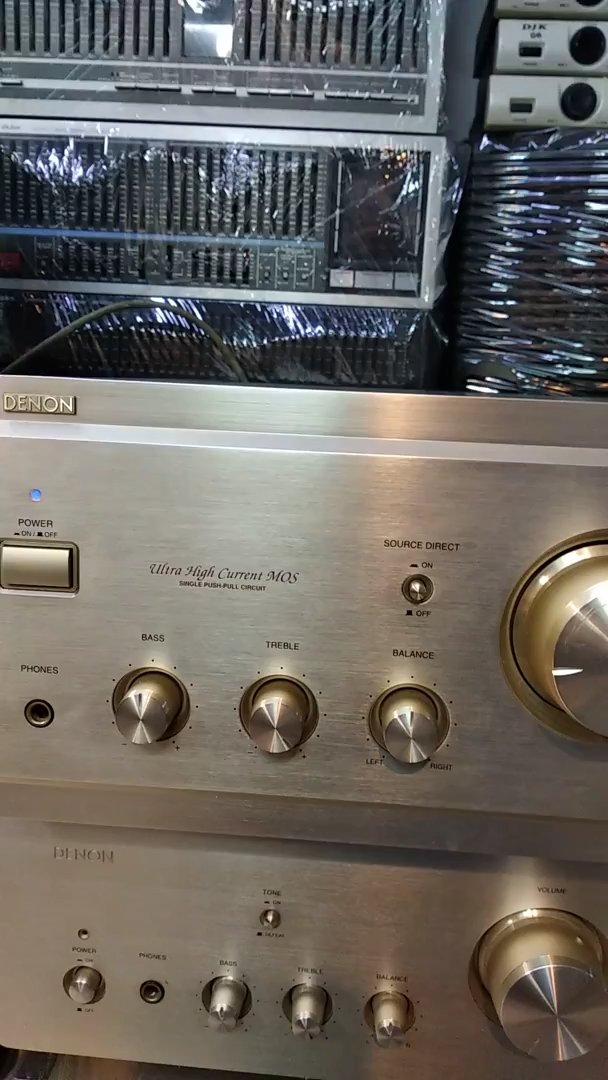 DJK
DENON
POWER
ON / OFF
Ultra High Current MOS
SINGLE PUSH-PULL CIRCUIT
SOURCE DIRECT
ON
OFF
PHONES
BASS
TREBLE
BALANCE
LEFT
RIGHT
DENON
TONE
ON
DEFEAT
VOLUME
POWER
ON
OFF
PHONES
BASS
TREBLE
BALANCE